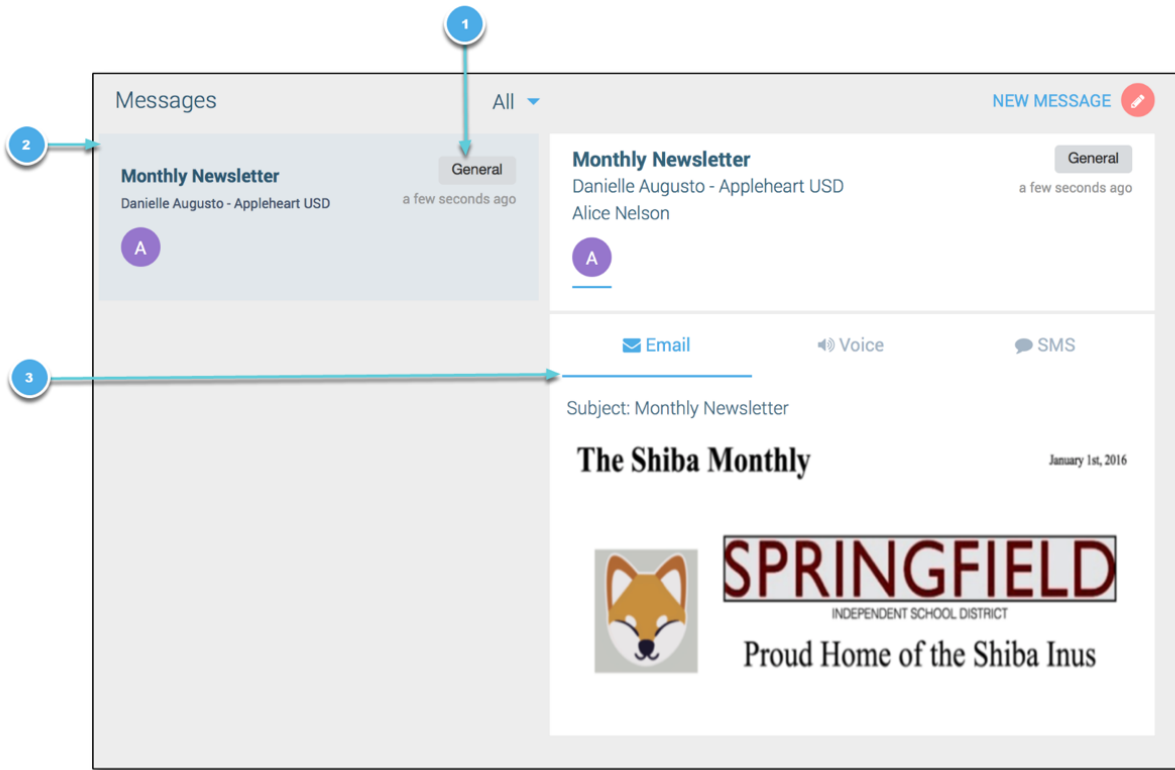 1
Messages
All
NEW MESSAGE
2
Monthly Newsletter
General
Danielle Augusto - Appleheart USD
a few seconds ago
A
Monthly Newsletter
General
Danielle Augusto - Appleheart USD
a few seconds ago
Alice Nelson
A
Email
Voice
SMS
3
Subject: Monthly Newsletter
The Shiba Monthly
January 1st, 2016
SPRINGFIELD
INDEPENDENT SCHOOL DISTRICT
Proud Home of the Shiba Inus